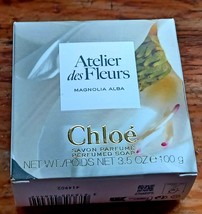 Atelier
des Fleurs
MAGNOLIA ALBA
Chloé
SAVON PARFUMÉ
PERFUMED SOAP
NET WT./POIDS NET 3.5 OZ ℮ 100 g